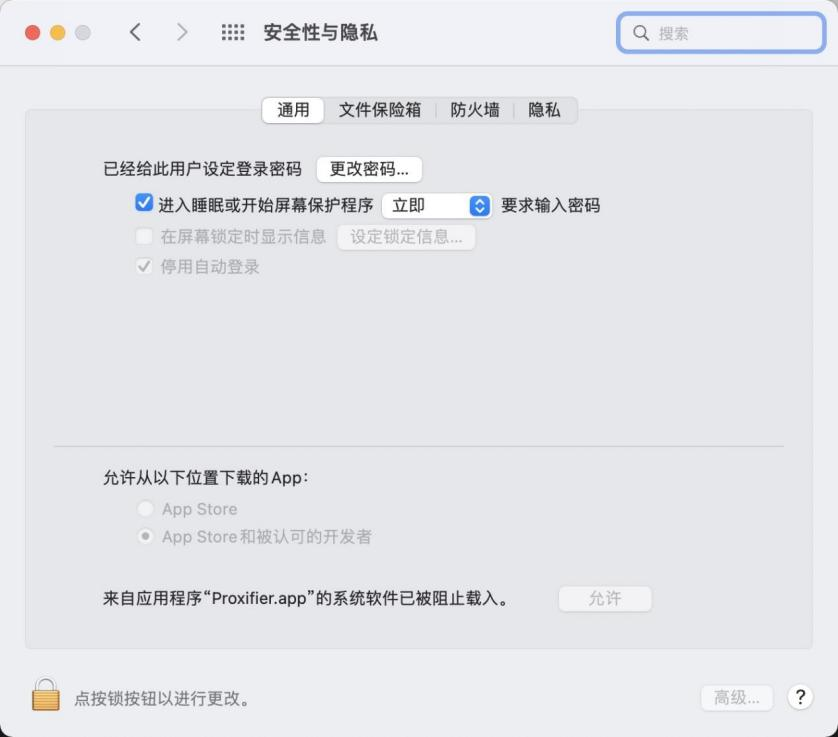 安全性与隐私
搜索
通用 文件保险箱 防火墙 隐私
已经给此用户设定登录密码 更改密码...
进入睡眠或开始屏幕保护程序 立即 要求输入密码
在屏幕锁定时显示信息 设定锁定信息...
停用自动登录
允许从以下位置下载的App：
App Store
App Store和被认可的开发者
来自应用程序“Proxifier.app”的系统软件已被阻止载入。 允许
点按锁按钮以进行更改。 高级... ?